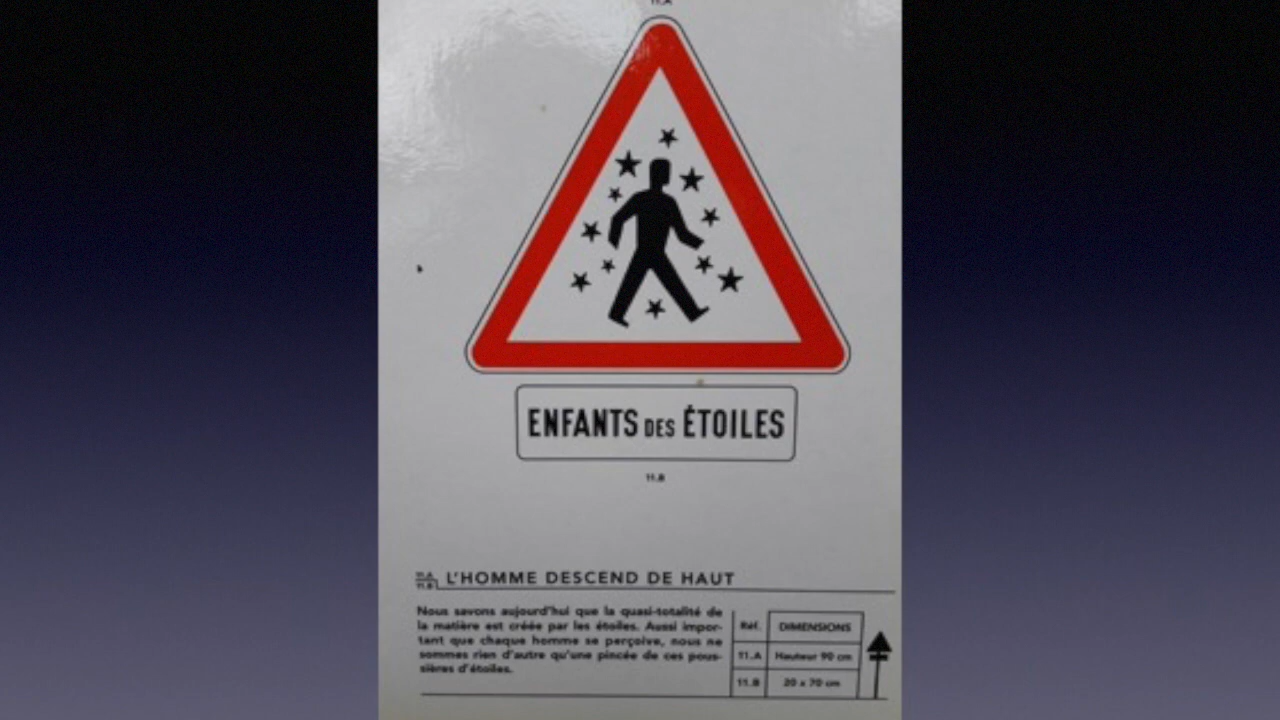 11.A
ENFANTS DES ÉTOILES
11.B
11.A
11.B
L'HOMME DESCEND DE HAUT
Nous savons aujourd'hui que la quasi-totalité de
la matière est créée par les étoiles. Aussi impor-
tant que chaque homme se perçoive, nous ne
sommes rien d'autre qu'une pincée de ces pous-
sières d'étoiles.
Réf. DIMENSIONS
11.A Hauteur 90 cm
11.B 20 x 70 cm